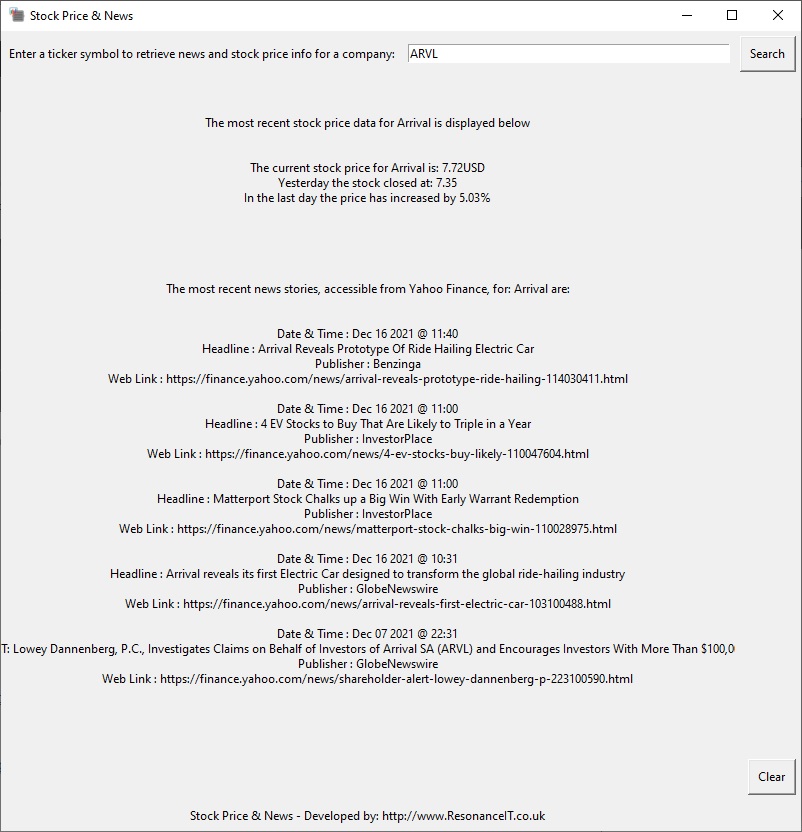 Stock Price & News
Enter a ticker symbol to retrieve news and stock price info for a company: ARVL Search
The most recent stock price data for Arrival is displayed below
The current stock price for Arrival is: 7.72USD
Yesterday the stock closed at: 7.35
In the last day the price has increased by 5.03%
The most recent news stories, accessible from Yahoo Finance, for: Arrival are:
Date & Time : Dec 16 2021 @ 11:40
Headline : Arrival Reveals Prototype Of Ride Hailing Electric Car
Publisher : Benzinga
Web Link : https://finance.yahoo.com/news/arrival-reveals-prototype-ride-hailing-114030411.html
Date & Time : Dec 16 2021 @ 11:00
Headline : 4 EV Stocks to Buy That Are Likely to Triple in a Year
Publisher : InvestorPlace
Web Link : https://finance.yahoo.com/news/4-ev-stocks-buy-likely-110047604.html
Date & Time : Dec 16 2021 @ 11:00
Headline : Matterport Stock Chalks up a Big Win With Early Warrant Redemption
Publisher : InvestorPlace
Web Link : https://finance.yahoo.com/news/matterport-stock-chalks-big-win-110028975.html
Date & Time : Dec 16 2021 @ 10:31
Headline : Arrival reveals its first Electric Car designed to transform the global ride-hailing industry
Publisher : GlobeNewswire
Web Link : https://finance.yahoo.com/news/arrival-reveals-first-electric-car-103100488.html
Date & Time : Dec 07 2021 @ 22:31
T: Lowey Dannenberg, P.C., Investigates Claims on Behalf of Investors of Arrival SA (ARVL) and Encourages Investors With More Than $100,0
Publisher : GlobeNewswire
Web Link : https://finance.yahoo.com/news/shareholder-alert-lowey-dannenberg-p-223100590.html
Clear
Stock Price & News - Developed by: http://www.ResonanceIT.co.uk